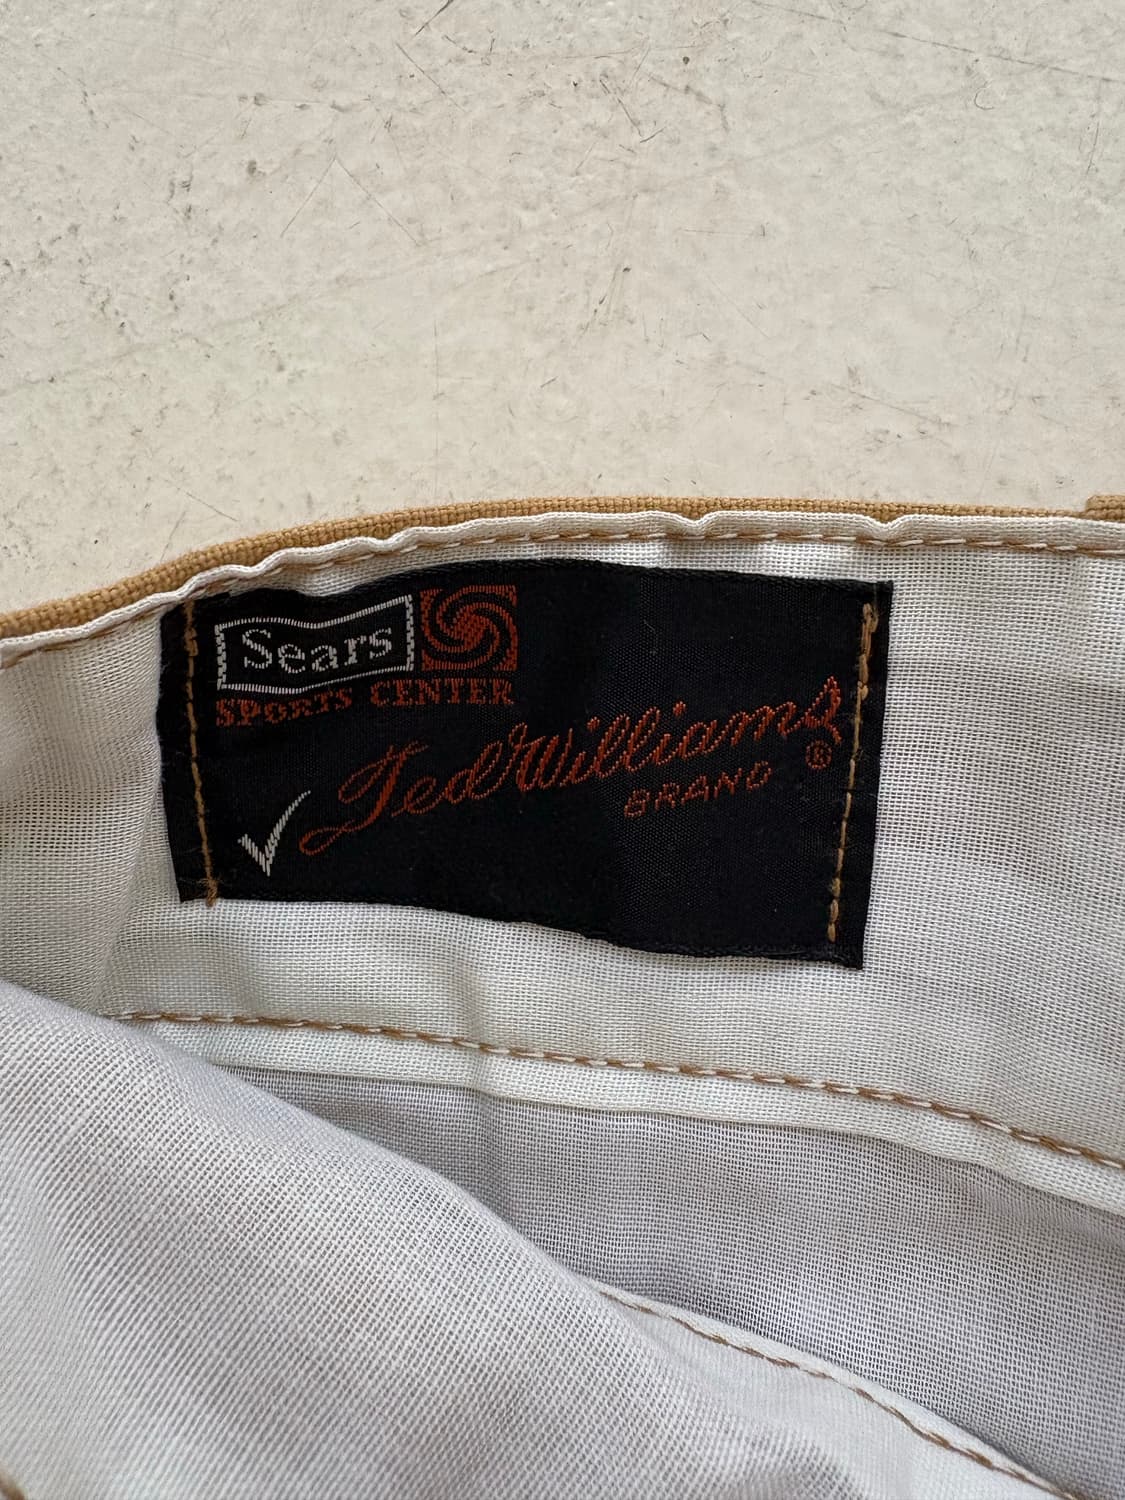 Sears
SPORTS CENTER
Ted Williams
BRAND ®